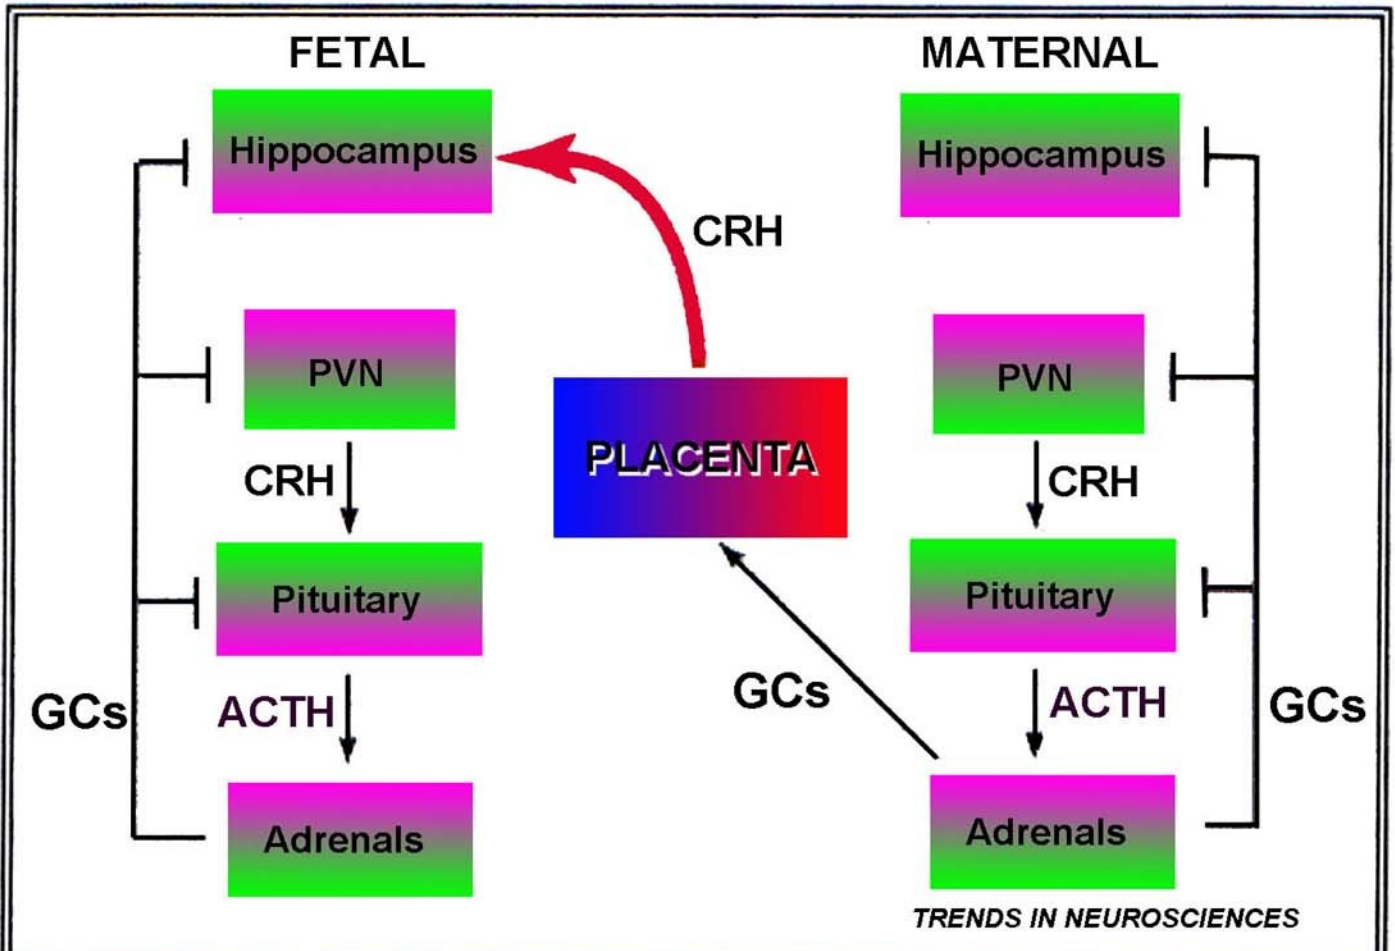 FETAL
MATERNAL
Hippocampus
Hippocampus
CRH
PVN
PVN
PLACENTA
CRH
CRH
Pituitary
Pituitary
GCs
ACTH
GCs
ACTH
GCs
Adrenals
Adrenals
TRENDS IN NEUROSCIENCES